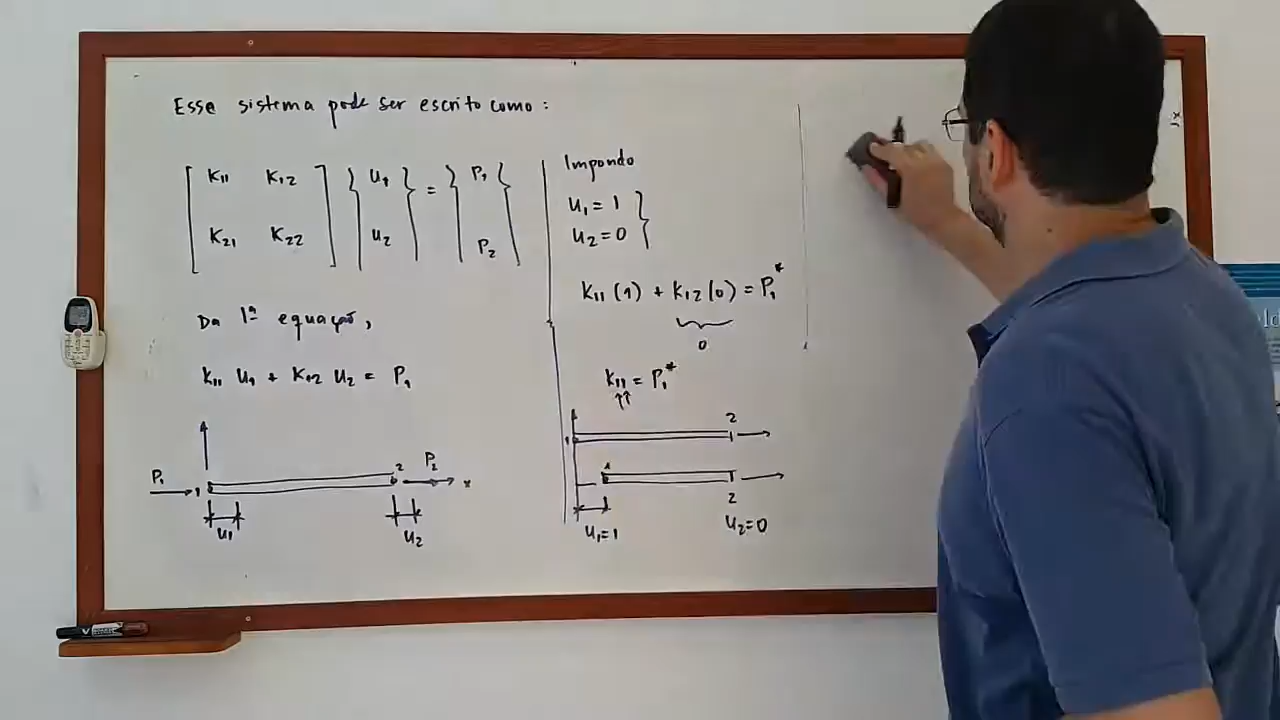 Esse sistema pode ser escrito como:
K11 K12 u1 = P1
K21 K22 u2 P2
Da 1ª equação,
K11 u1 + K12 u2 = P1
P1 1 2 P2 x
u1 u2
Impondo
u1 = 1
u2 = 0
K11 (1) + K12 (0) = P1*
0
K11 = P1*
1 2
1 2
u1=1 u2=0